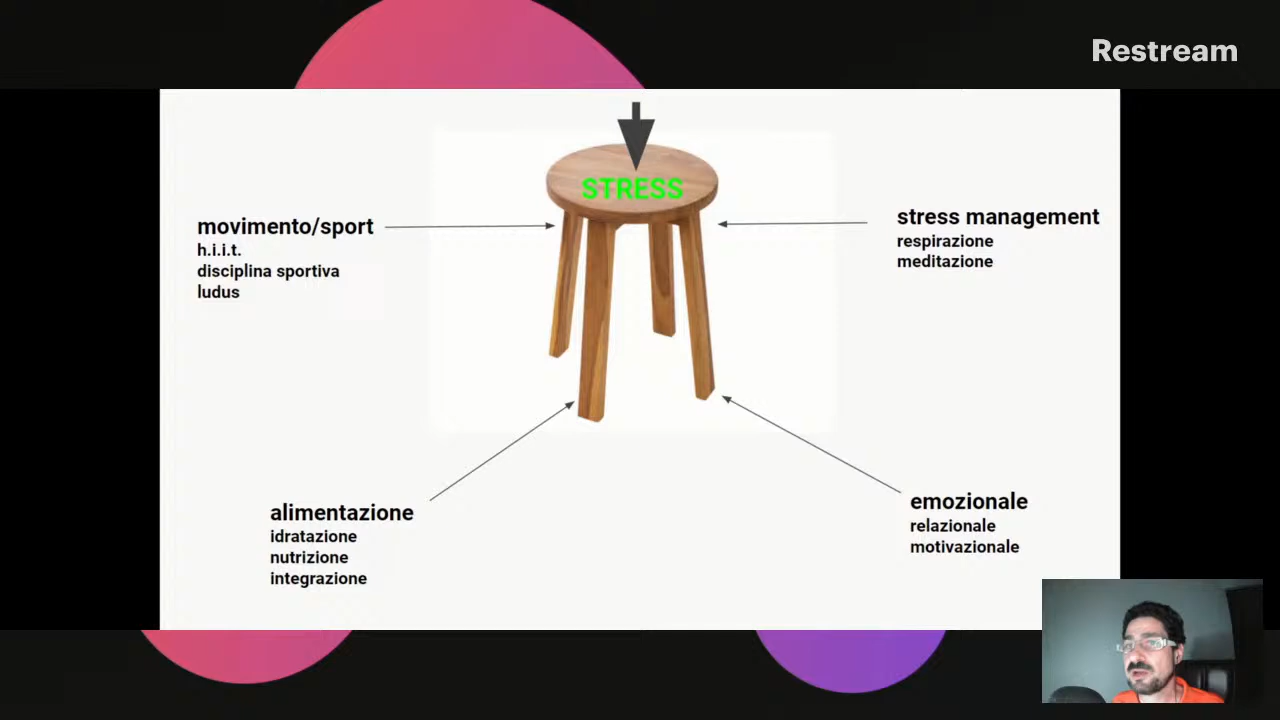 Restream
STRESS
movimento/sport
h.i.i.t.
disciplina sportiva
ludus
stress management
respirazione
meditazione
alimentazione
idratazione
nutrizione
integrazione
emozionale
relazionale
motivazionale